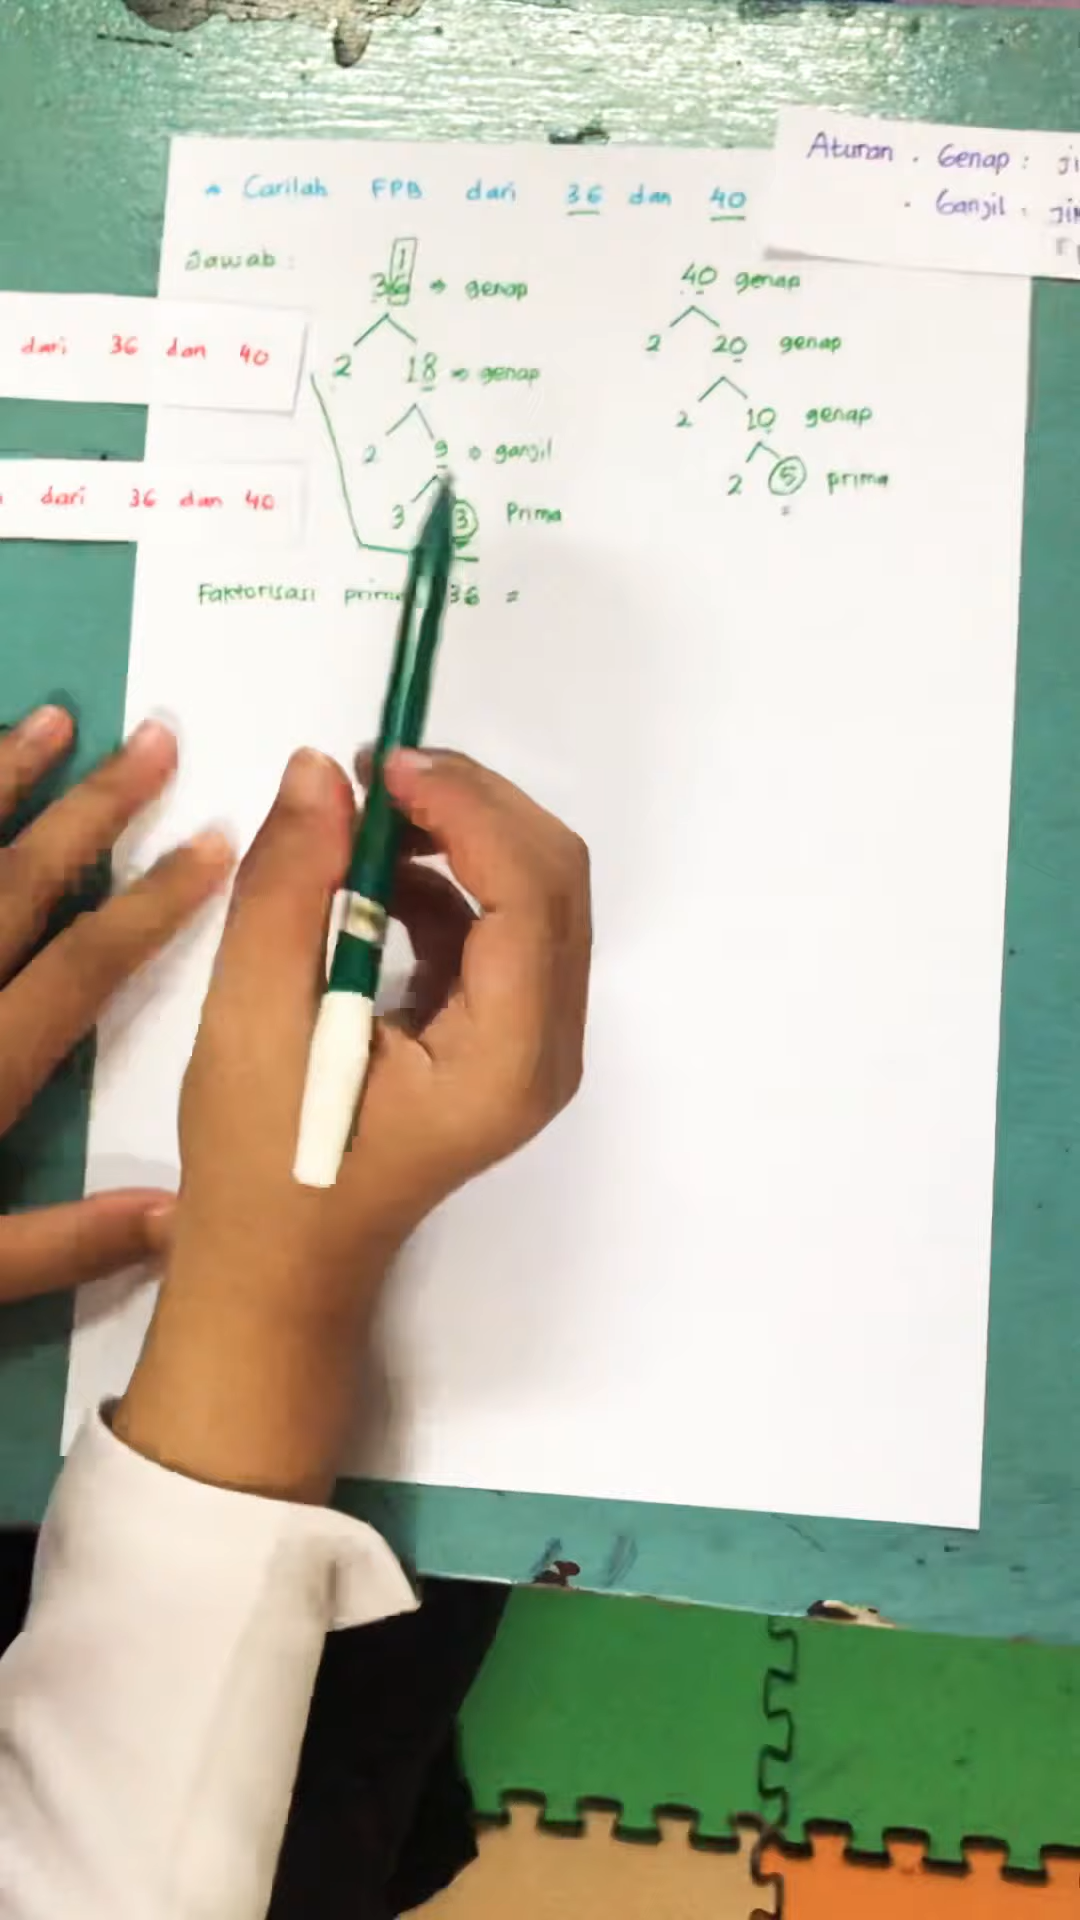 Carilah FPB dari 36 dan 40
Aturan . Genap :
. Ganjil :
Jawab :
1
36 → genap
2 18 → genap
2 9 → ganjil
3 3 Prima
40 genap
2 20 genap
2 10 genap
2 5 prima
=
dari 36 dan 40
dari 36 dan 40
Faktorisasi 36 =